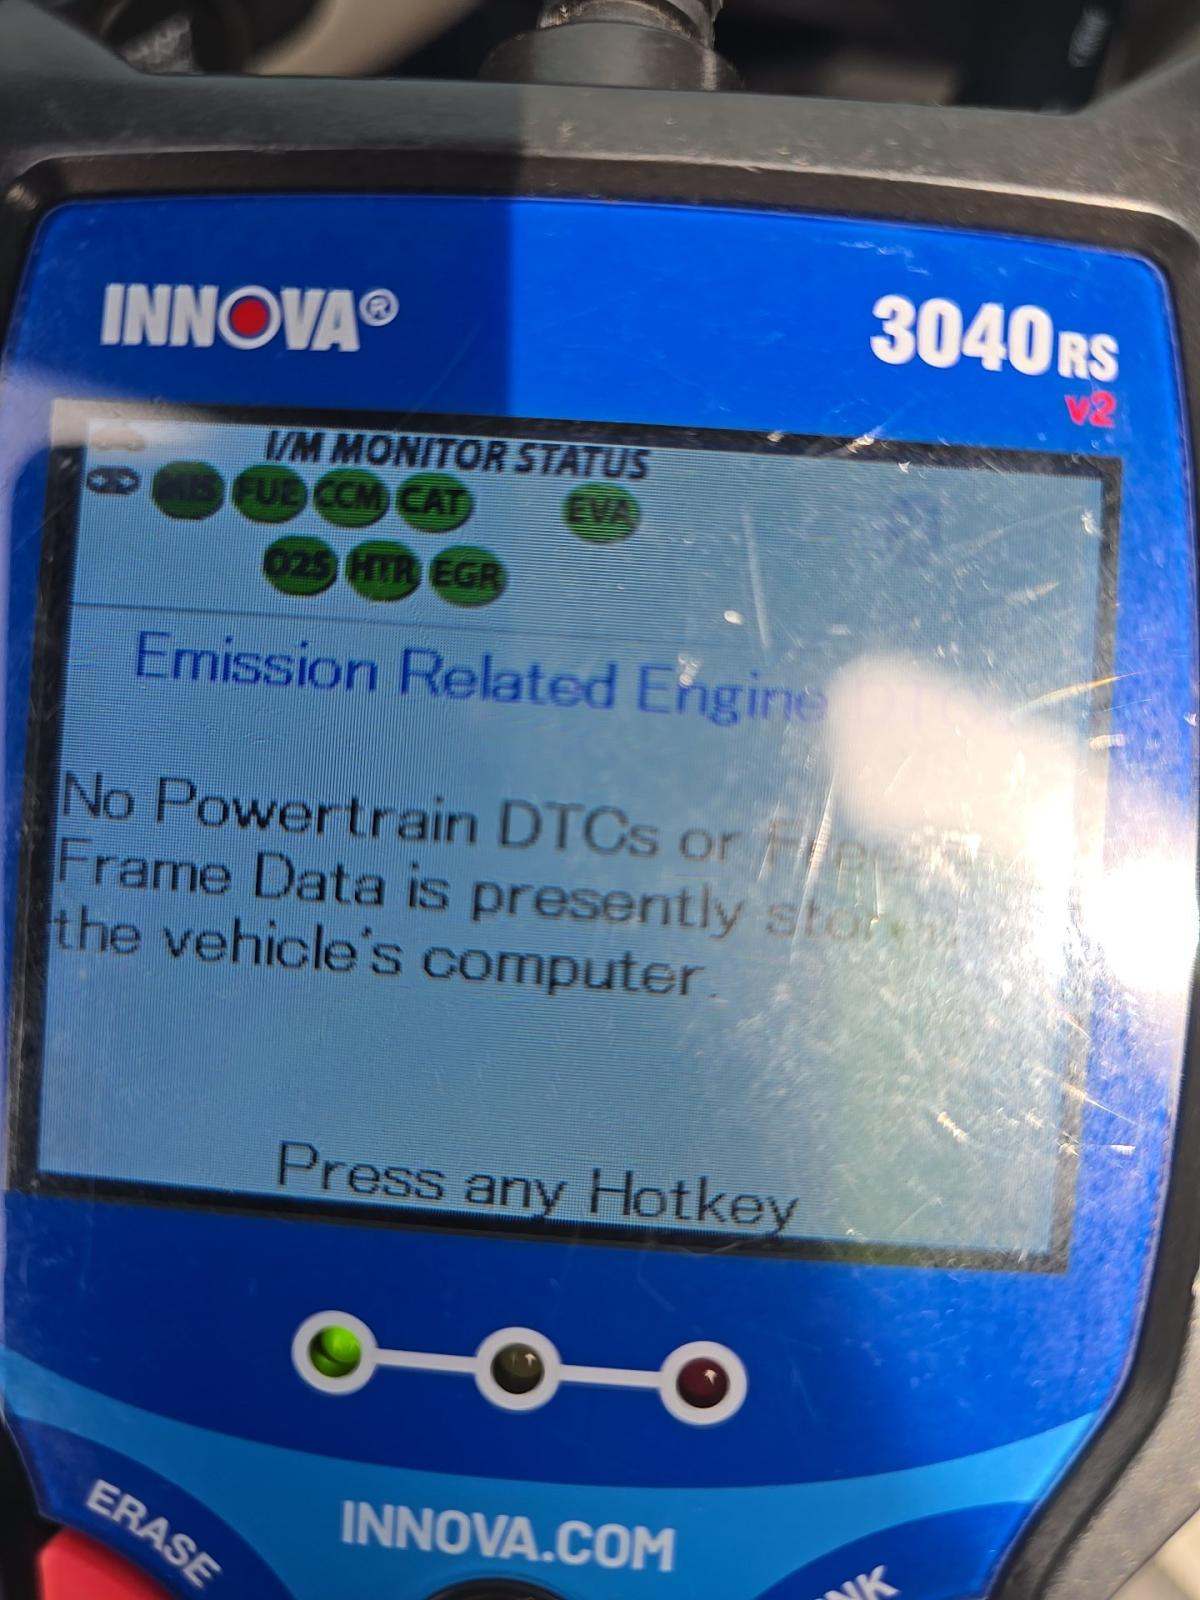 INNOVA®
3040RS
v2
I/M MONITOR STATUS
MIS FUE CCM CAT EVA
O2S HTR EGR
Emission Related Engine
No Powertrain DTCs or
Frame Data is presently
the vehicle's computer.
Press any Hotkey
ERASE
INNOVA.COM